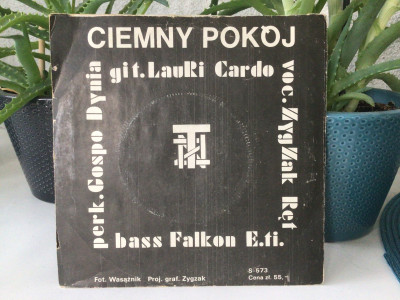 CIEMNY POKÓJ
git. LauRi Cardo
voc. ZygZak Ręt
perk. Gospo Dynia
bass Falkon E.ti.
Fot. Wasążnik Proj. graf. Zygzak
S-673
Cena zł. 55,-